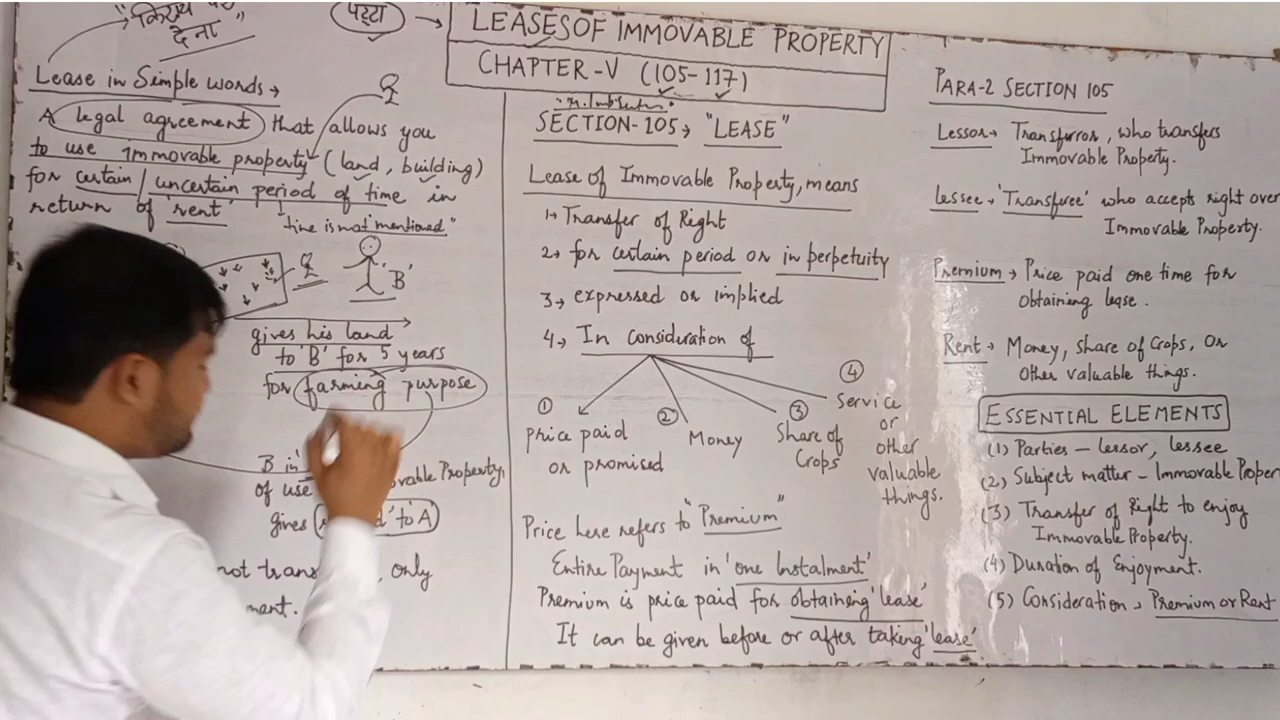 "किराये पर
देना"
पट्टा →
LEASES OF IMMOVABLE PROPERTY
CHAPTER-V (105-117)
Lease in Simple words →
A legal agreement that allows you
to use immovable property (land, building)
for certain/uncertain period of time in
return of 'rent'
"time is not mentioned"
'B'
gives his land
to 'B' for 5 years
for farming purpose
B in
of use
gives to 'A'
not only
SECTION-105 → "LEASE"
Lease of Immovable Property, means
1→ Transfer of Right
2→ for certain period or in perpetuity
3→ expressed or implied
4→ In consideration of
① price paid
or promised
② Money
③ Share of
Crops
④ Service
or
other
valuable
things.
Price here refers to "Premium"
Entire Payment in 'one Instalment'
Premium is price paid for obtaining 'lease'
It can be given before or after taking 'lease'
PARA-2 SECTION 105
Lessor → Transferror, who transfers
Immovable Property.
Lessee → 'Transferee' who accepts right over
Immovable Property.
Premium → Price paid one time for
obtaining lease.
Rent → Money, share of Crops, or
other valuable things.
ESSENTIAL ELEMENTS
(1) Parties – lessor, lessee
(2) Subject matter – Immovable Proper
(3) Transfer of Right to enjoy
Immovable Property.
(4) Duration of Enjoyment.
(5) Consideration → Premium or Rent